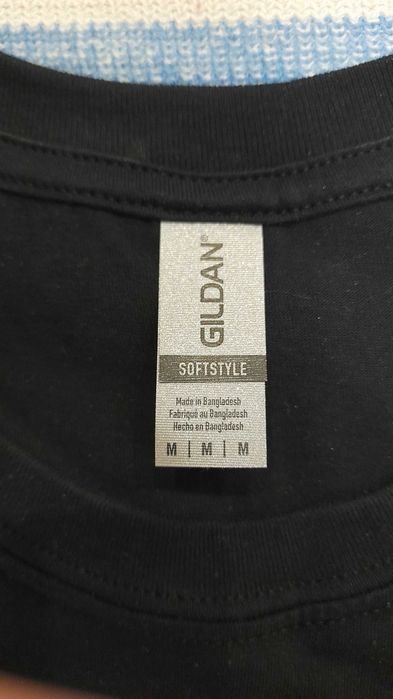 GILDAN®
SOFTSTYLE
Made in Bangladesh
Fabriqué au Bangladesh
Hecho en Bangladesh
M | M | M